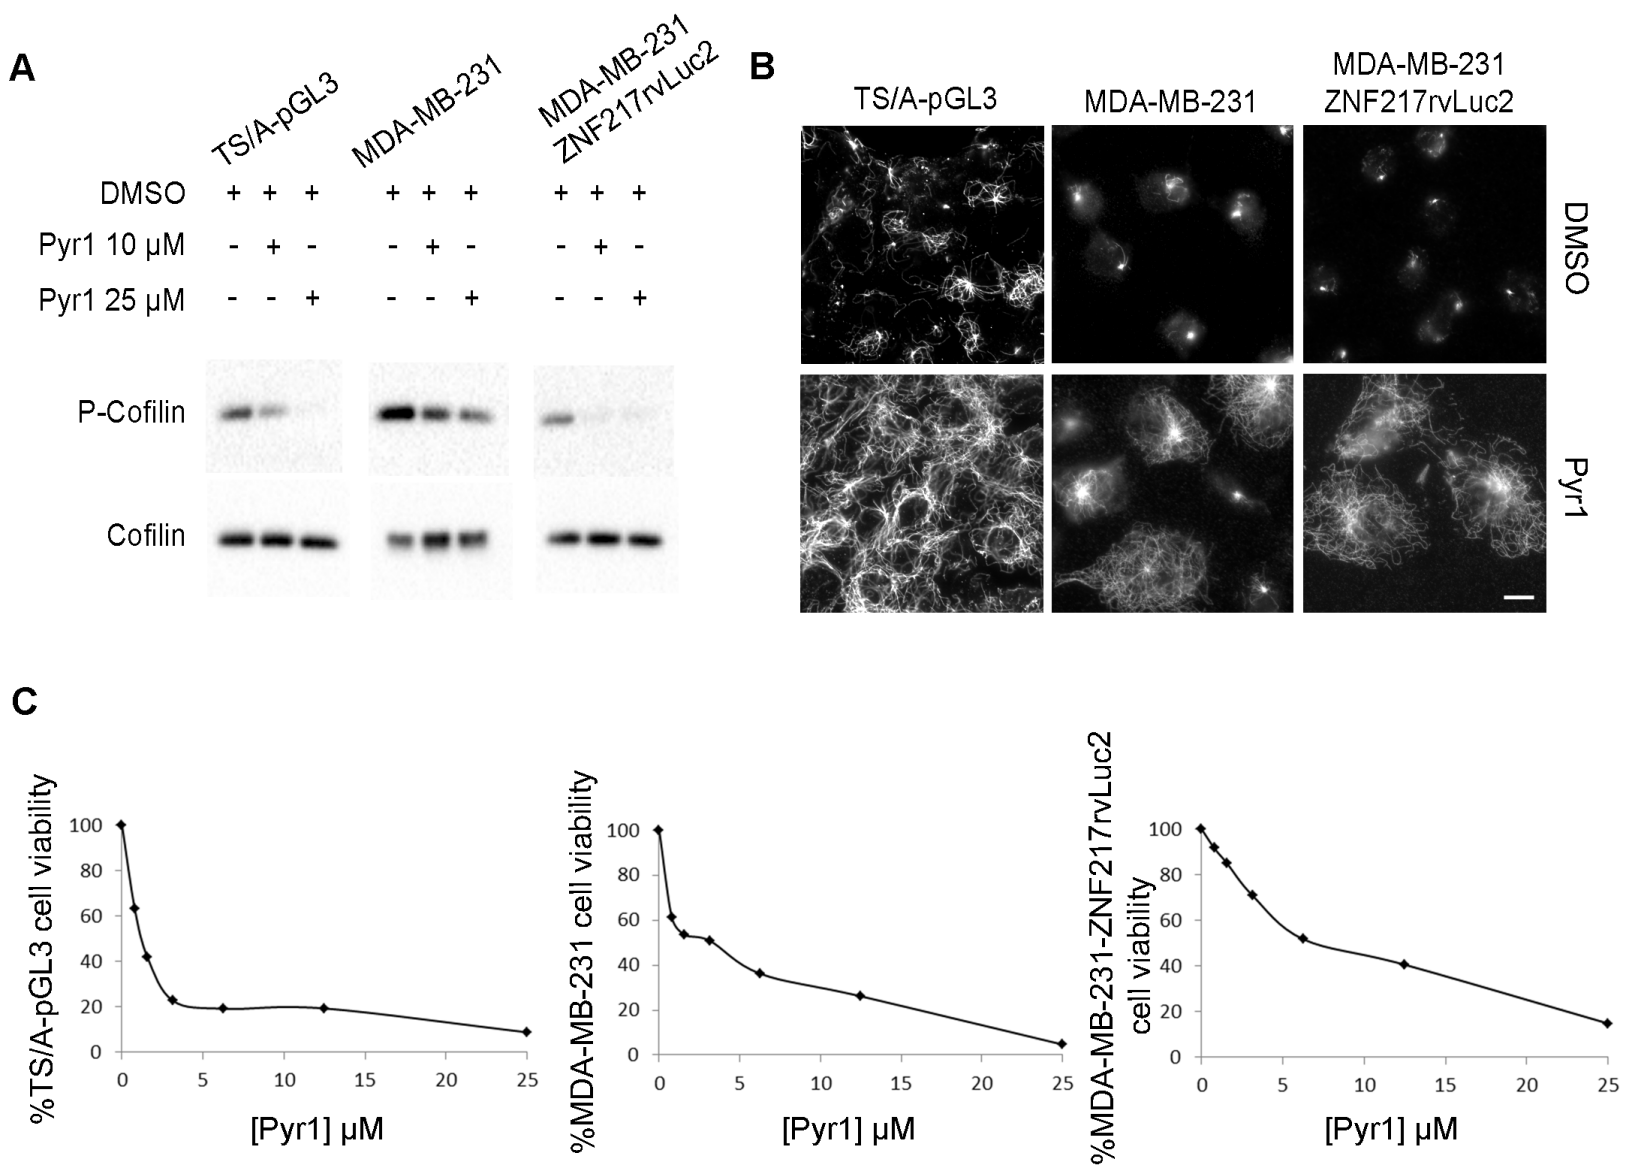 A
TS/A-pGL3
MDA-MB-231
MDA-MB-231
ZNF217rvLuc2
DMSO + + + + + + + + +
Pyr1 10 µM - + - - + - - + -
Pyr1 25 µM - - + - - + - - +
P-Cofilin
Cofilin
B
TS/A-pGL3
MDA-MB-231
MDA-MB-231
ZNF217rvLuc2
DMSO
Pyr1
C
%TS/A-pGL3 cell viability
100
80
60
40
20
0
0 5 10 15 20 25
[Pyr1] µM
%MDA-MB-231 cell viability
100
80
60
40
20
0
0 5 10 15 20 25
[Pyr1] µM
%MDA-MB-231-ZNF217rvLuc2
cell viability
100
80
60
40
20
0
0 5 10 15 20 25
[Pyr1] µM